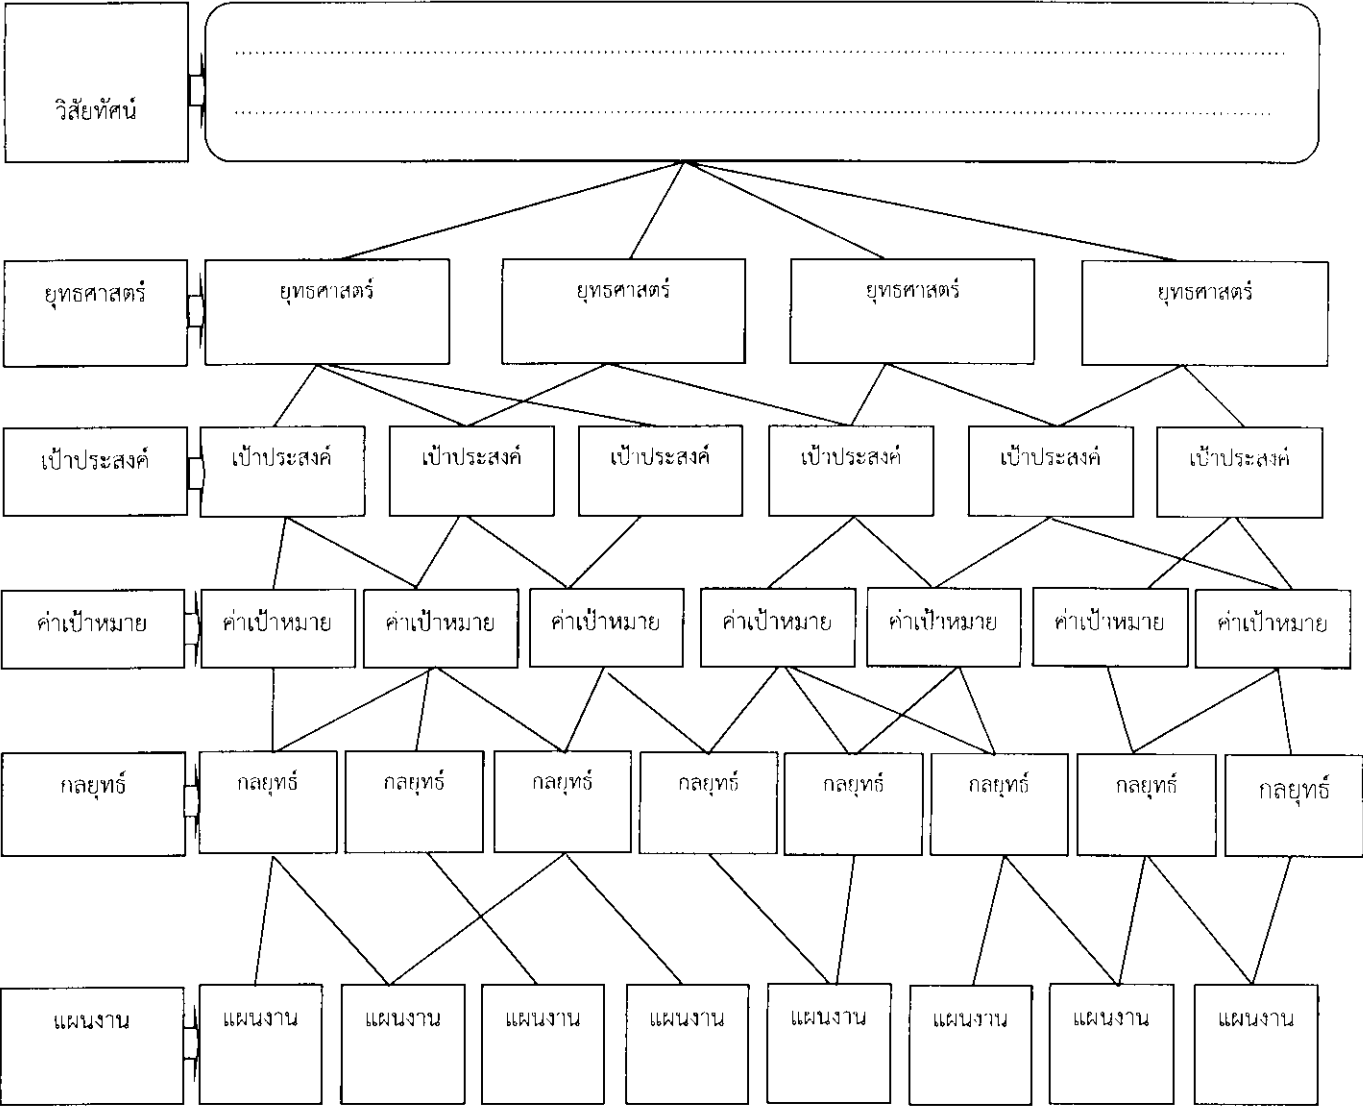 วิสัยทัศน์
ยุทธศาสตร์ ยุทธศาสตร์ ยุทธศาสตร์ ยุทธศาสตร์ ยุทธศาสตร์
เป้าประสงค์ เป้าประสงค์ เป้าประสงค์ เป้าประสงค์ เป้าประสงค์ เป้าประสงค์ เป้าประสงค์
ค่าเป้าหมาย ค่าเป้าหมาย ค่าเป้าหมาย ค่าเป้าหมาย ค่าเป้าหมาย ค่าเป้าหมาย ค่าเป้าหมาย ค่าเป้าหมาย
กลยุทธ์ กลยุทธ์ กลยุทธ์ กลยุทธ์ กลยุทธ์ กลยุทธ์ กลยุทธ์ กลยุทธ์ กลยุทธ์
แผนงาน แผนงาน แผนงาน แผนงาน แผนงาน แผนงาน แผนงาน แผนงาน แผนงาน